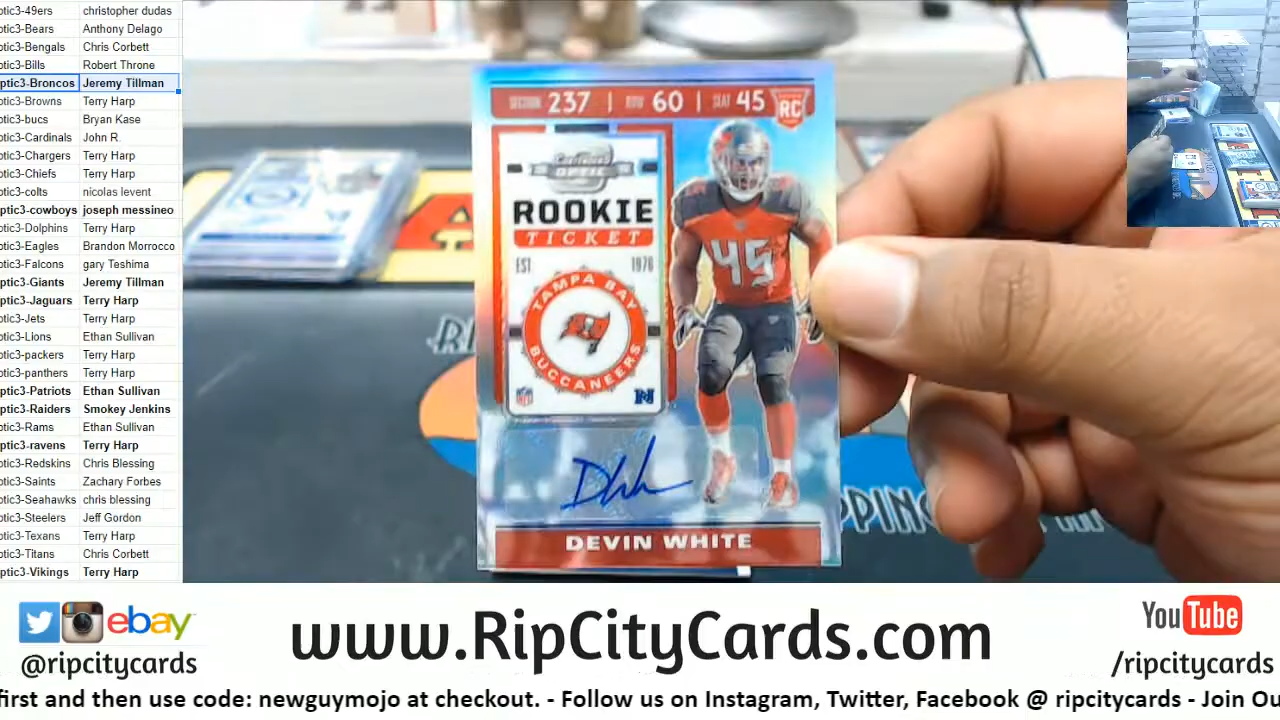 ptic3-49ers christopher dudas
ptic3-Bears Anthony Delago
ptic3-Bengals Chris Corbett
ptic3-Bills Robert Throne
ptic3-Broncos Jeremy Tillman
ptic3-Browns Terry Harp
ptic3-bucs Bryan Kase
ptic3-Cardinals John R.
ptic3-Chargers Terry Harp
ptic3-Chiefs Terry Harp
ptic3-colts nicolas levent
ptic3-cowboys joseph messineo
ptic3-Dolphins Terry Harp
ptic3-Eagles Brandon Morrocco
ptic3-Falcons gary Teshima
ptic3-Giants Jeremy Tillman
ptic3-Jaguars Terry Harp
ptic3-Jets Terry Harp
ptic3-Lions Ethan Sullivan
ptic3-packers Terry Harp
ptic3-panthers Terry Harp
ptic3-Patriots Ethan Sullivan
ptic3-Raiders Smokey Jenkins
ptic3-Rams Ethan Sullivan
ptic3-ravens Terry Harp
ptic3-Redskins Chris Blessing
ptic3-Saints Zachary Forbes
ptic3-Seahawks chris blessing
ptic3-Steelers Jeff Gordon
ptic3-Texans Terry Harp
ptic3-Titans Chris Corbett
ptic3-Vikings Terry Harp
SECTION 237 | ROW 60 | SEAT 45 RC
Contenders
OPTIC
ROOKIE
TICKET
EST 1976
TAMPA BAY
BUCCANEERS
NFL N
45
DEVIN WHITE
ebay
@ripcitycards
www.RipCityCards.com
YouTube
/ripcitycards
first and then use code: newguymojo at checkout. - Follow us on Instagram, Twitter, Facebook @ ripcitycards - Join Ou